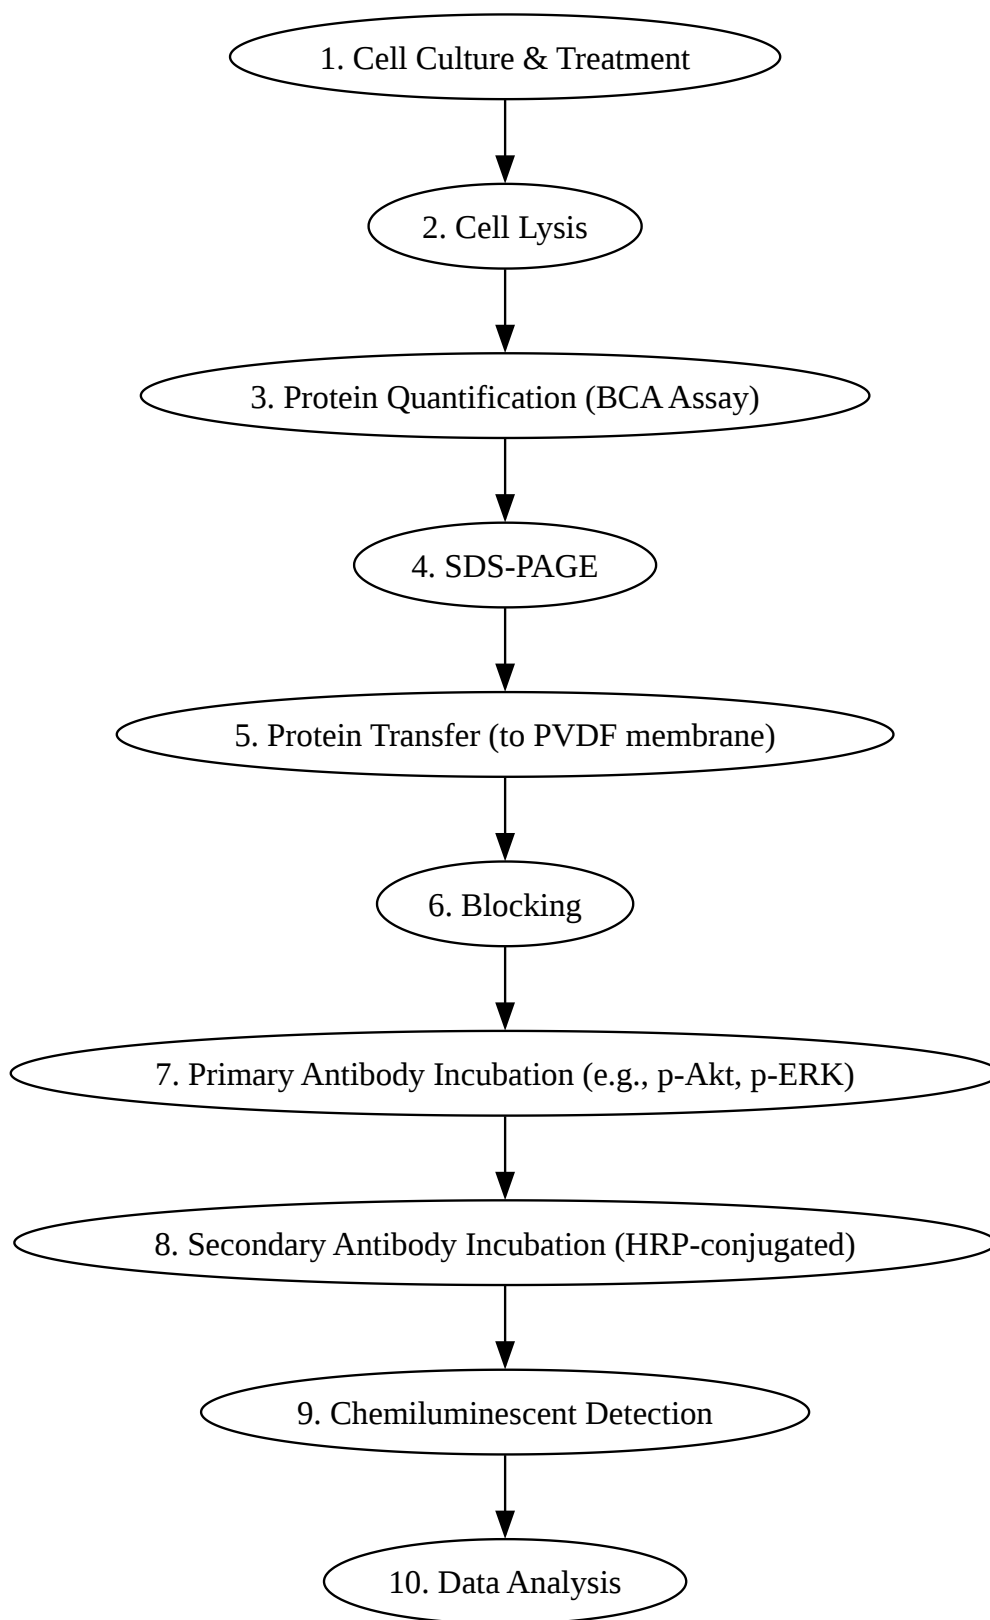 1. Cell Culture & Treatment
2. Cell Lysis
3. Protein Quantification (BCA Assay)
4. SDS-PAGE
5. Protein Transfer (to PVDF membrane)
6. Blocking
7. Primary Antibody Incubation (e.g., p-Akt, p-ERK)
8. Secondary Antibody Incubation (HRP-conjugated)
9. Chemiluminescent Detection
10. Data Analysis